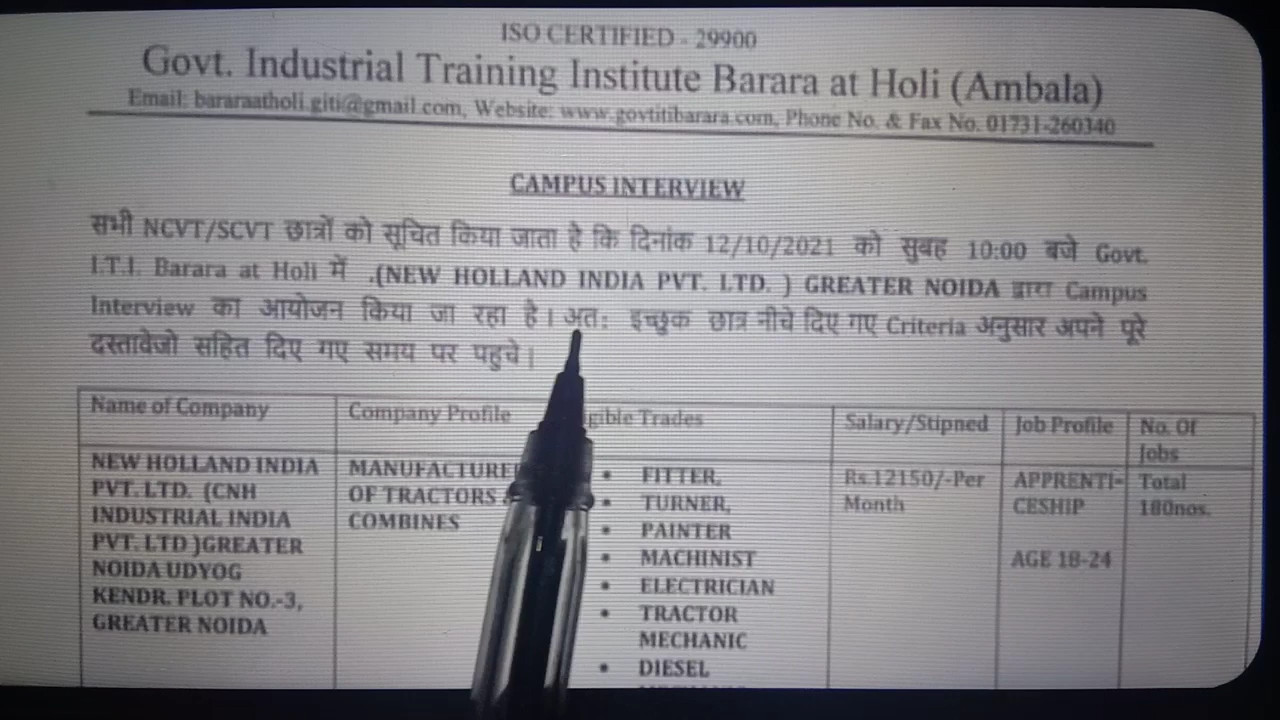 ISO CERTIFIED - 29900
Govt. Industrial Training Institute Barara at Holi (Ambala)
Email: bararaatholi.giti@gmail.com, Website: www.govtitibarara.com, Phone No. & Fax No. 01731-260340
CAMPUS INTERVIEW
सभी NCVT/SCVT छात्रों को सूचित किया जाता है कि दिनांक 12/10/2021 को सुबह 10:00 बजे Govt.
I.T.I. Barara at Holi में .(NEW HOLLAND INDIA PVT. LTD. ) GREATER NOIDA द्वारा Campus
Interview का आयोजन किया जा रहा है। अत: इच्छुक छात्र नीचे दिए गए Criteria अनुसार अपने पूरे
दस्तावेजो सहित दिए गए समय पर पहुचे।
Name of Company
NEW HOLLAND INDIA
PVT. LTD. (CNH
INDUSTRIAL INDIA
PVT. LTD )GREATER
NOIDA UDYOG
KENDR. PLOT NO.-3,
GREATER NOIDA
Company Profile
MANUFACTURE
OF TRACTORS
COMBINES
gible Trades
• FITTER,
• TURNER,
• PAINTER
• MACHINIST
• ELECTRICIAN
• TRACTOR
MECHANIC
• DIESEL
Salary/Stipned
Rs.12150/-Per
Month
Job Profile
APPRENTI-
CESHIP
AGE 18-24
No. Of
Jobs
Total
180nos.